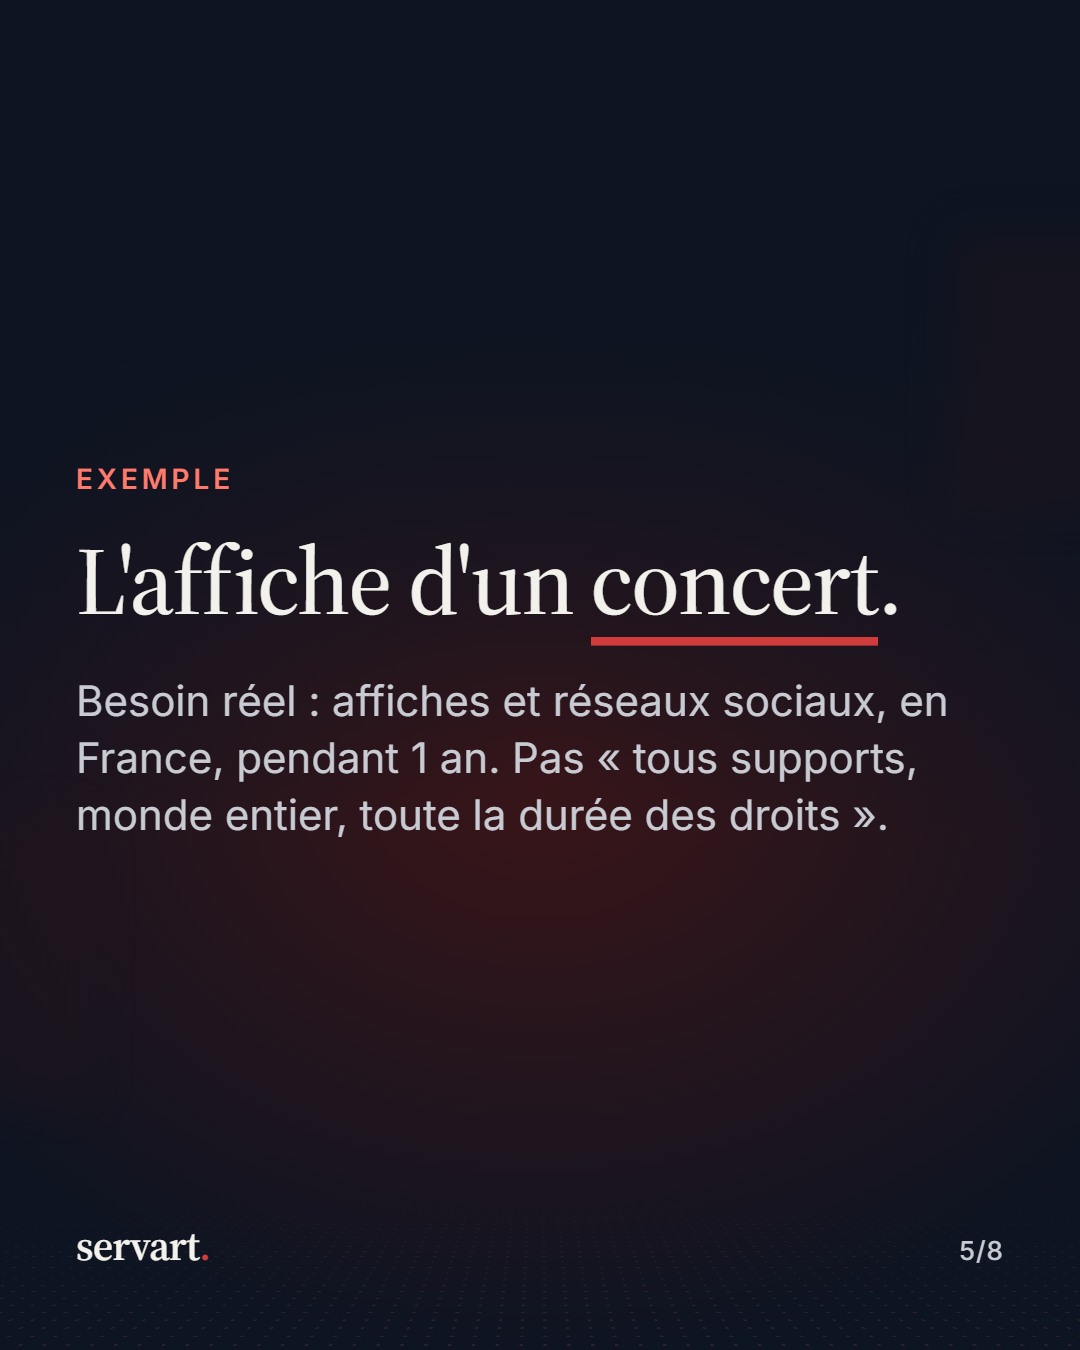 EXEMPLE
L'affiche d'un concert.
Besoin réel : affiches et réseaux sociaux, en
France, pendant 1 an. Pas « tous supports,
monde entier, toute la durée des droits ».
servart.
5/8